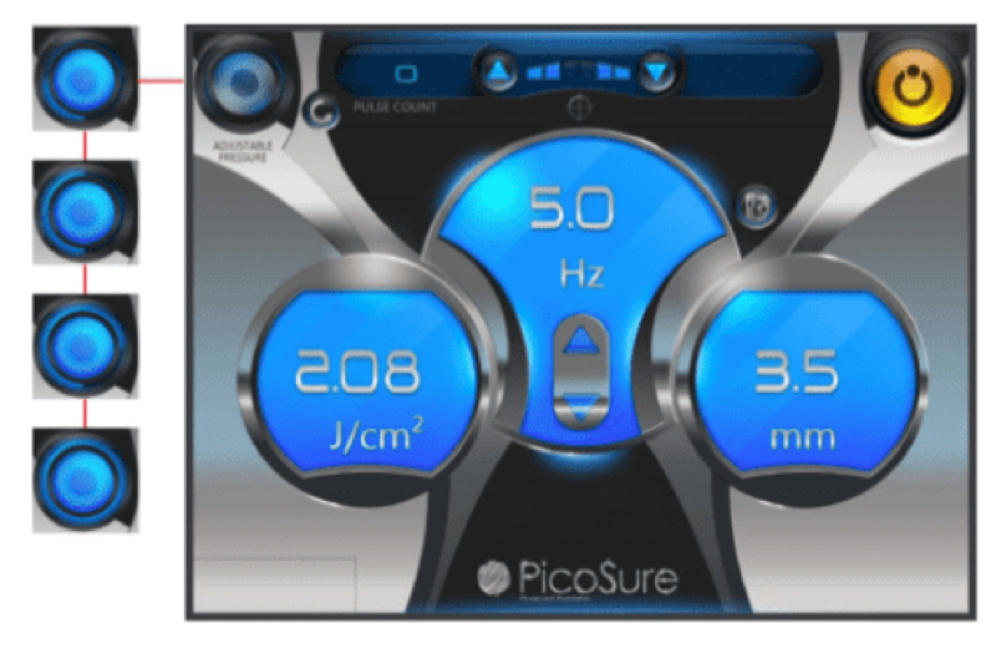 0
PULSE COUNT
ADJUSTABLE
PRESSURE
5.0
Hz
2.08
J/cm²
3.5
mm
PicoSure